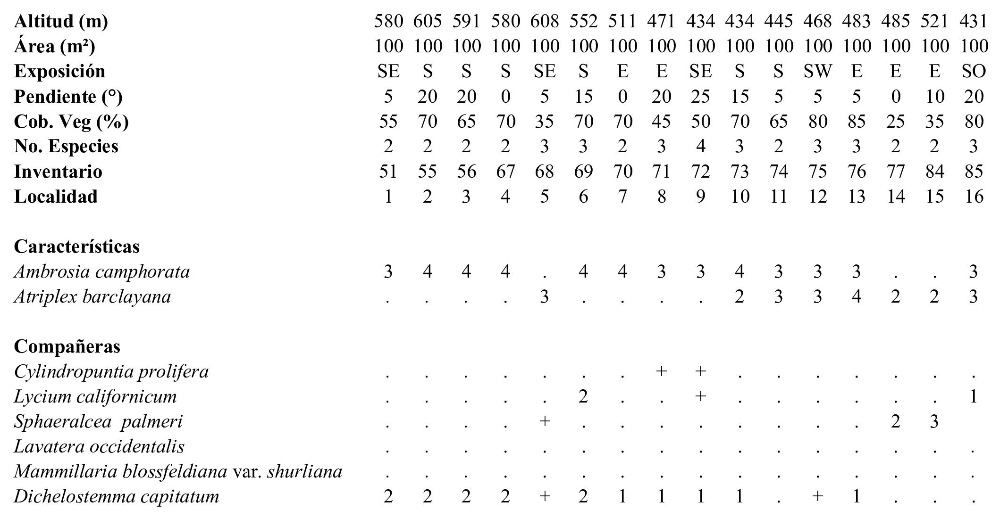 Altitud (m) 580 605 591 580 608 552 511 471 434 434 445 468 483 485 521 431
Área (m²) 100 100 100 100 100 100 100 100 100 100 100 100 100 100 100 100
Exposición SE S S S SE S E E SE S S SW E E E SO
Pendiente (°) 5 20 20 0 5 15 0 20 25 15 5 5 5 0 10 20
Cob. Veg (%) 55 70 65 70 35 70 70 45 50 70 65 80 85 25 35 80
No. Especies 2 2 2 2 3 3 2 3 4 3 2 3 3 2 2 3
Inventario 51 55 56 67 68 69 70 71 72 73 74 75 76 77 84 85
Localidad 1 2 3 4 5 6 7 8 9 10 11 12 13 14 15 16
Características
Ambrosia camphorata 3 4 4 4 . 4 4 3 3 4 3 3 3 . . 3
Atriplex barclayana . . . . 3 . . . . 2 3 3 4 2 2 3
Compañeras
Cylindropuntia prolifera . . . . . . . + + . . . . . . .
Lycium californicum . . . . . 2 . . + . . . . . . 1
Sphaeralcea palmeri . . . . + . . . . . . . . 2 3
Lavatera occidentalis . . . . . . . . . . . . . . . .
Mammillaria blossfeldiana var. shurliana . . . . . . . . . . . . . . . .
Dichelostemma capitatum 2 2 2 2 + 2 1 1 1 1 . + 1 . . .